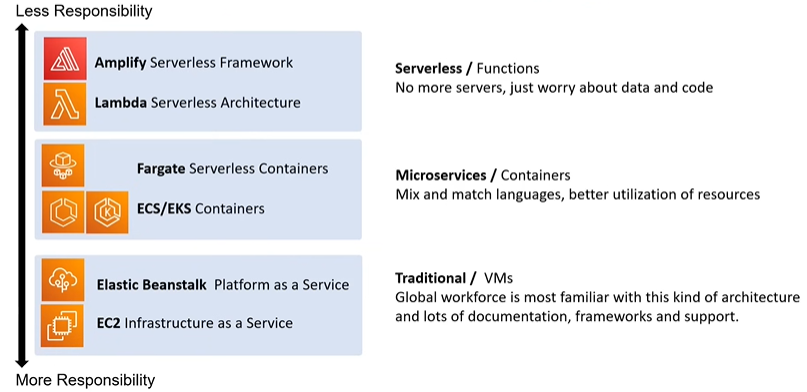 Less Responsibility
Amplify Serverless Framework
Lambda Serverless Architecture
Serverless / Functions
No more servers, just worry about data and code
Fargate Serverless Containers
ECS/EKS Containers
Microservices / Containers
Mix and match languages, better utilization of resources
Elastic Beanstalk Platform as a Service
EC2 Infrastructure as a Service
Traditional / VMs
Global workforce is most familiar with this kind of architecture
and lots of documentation, frameworks and support.
More Responsibility